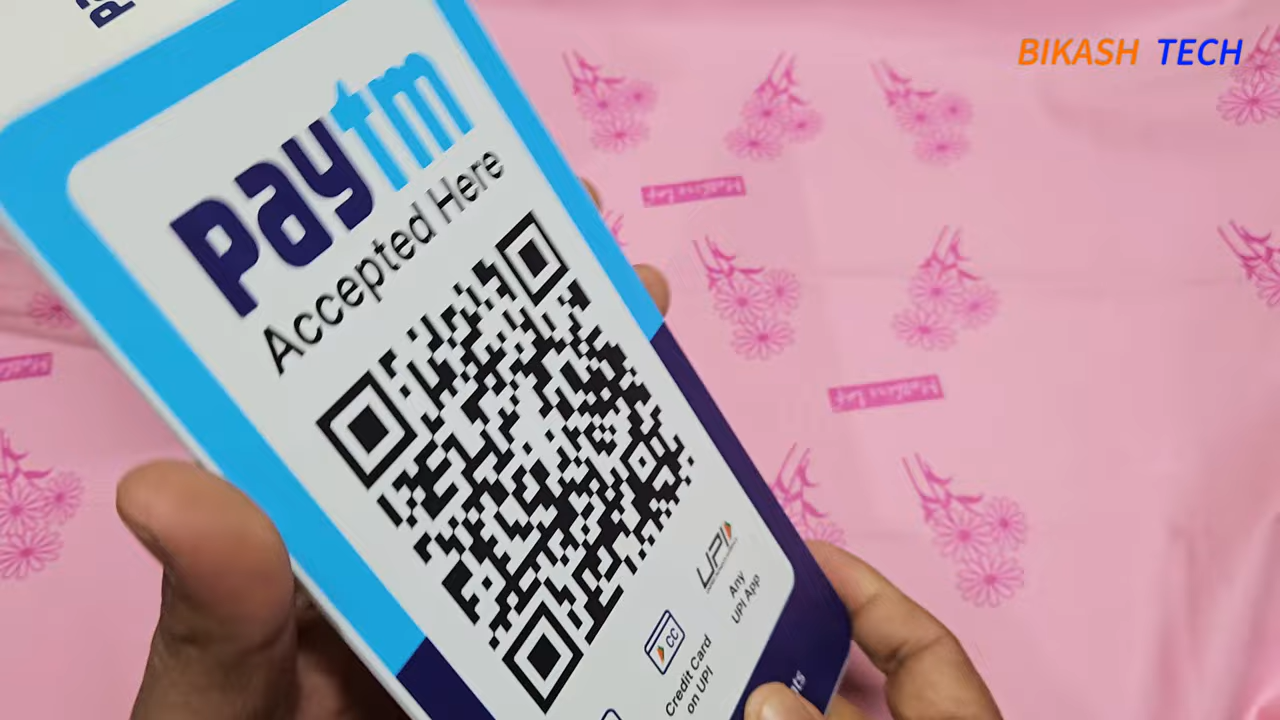 BIKASH TECH
Paytm
Accepted Here
UPI
Any
UPI App
CC
Credit Card
on UPI